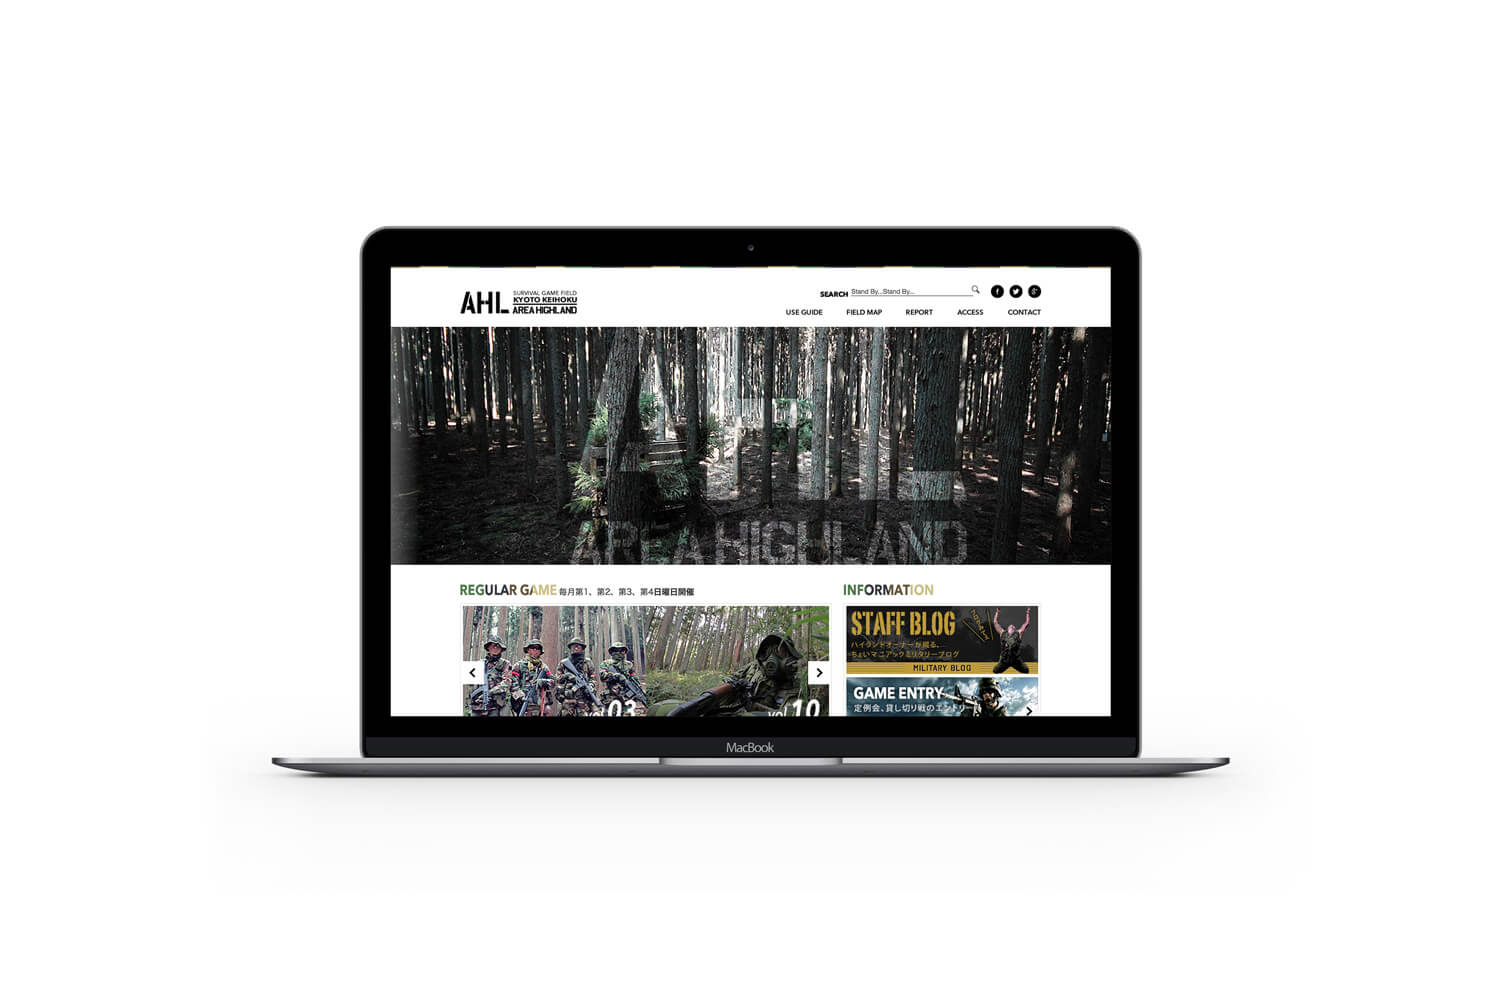 AHL
SURVIVAL GAME FIELD
KYOTO KEIHOKU
AREA HIGHLAND
SEARCH Stand By...Stand By...
USE GUIDE FIELD MAP REPORT ACCESS CONTACT
AHL
AREA HIGHLAND
REGULAR GAME 毎月第1、第2、第3、第4日曜日開催
INFORMATION
STAFF BLOG
ハイランドオーナーが綴る、
ちょいマニアックミリタリーブログ
MILITARY BLOG
GAME ENTRY
定例会、貸し切り戦のエントリー
vol 03
vol 10
MacBook